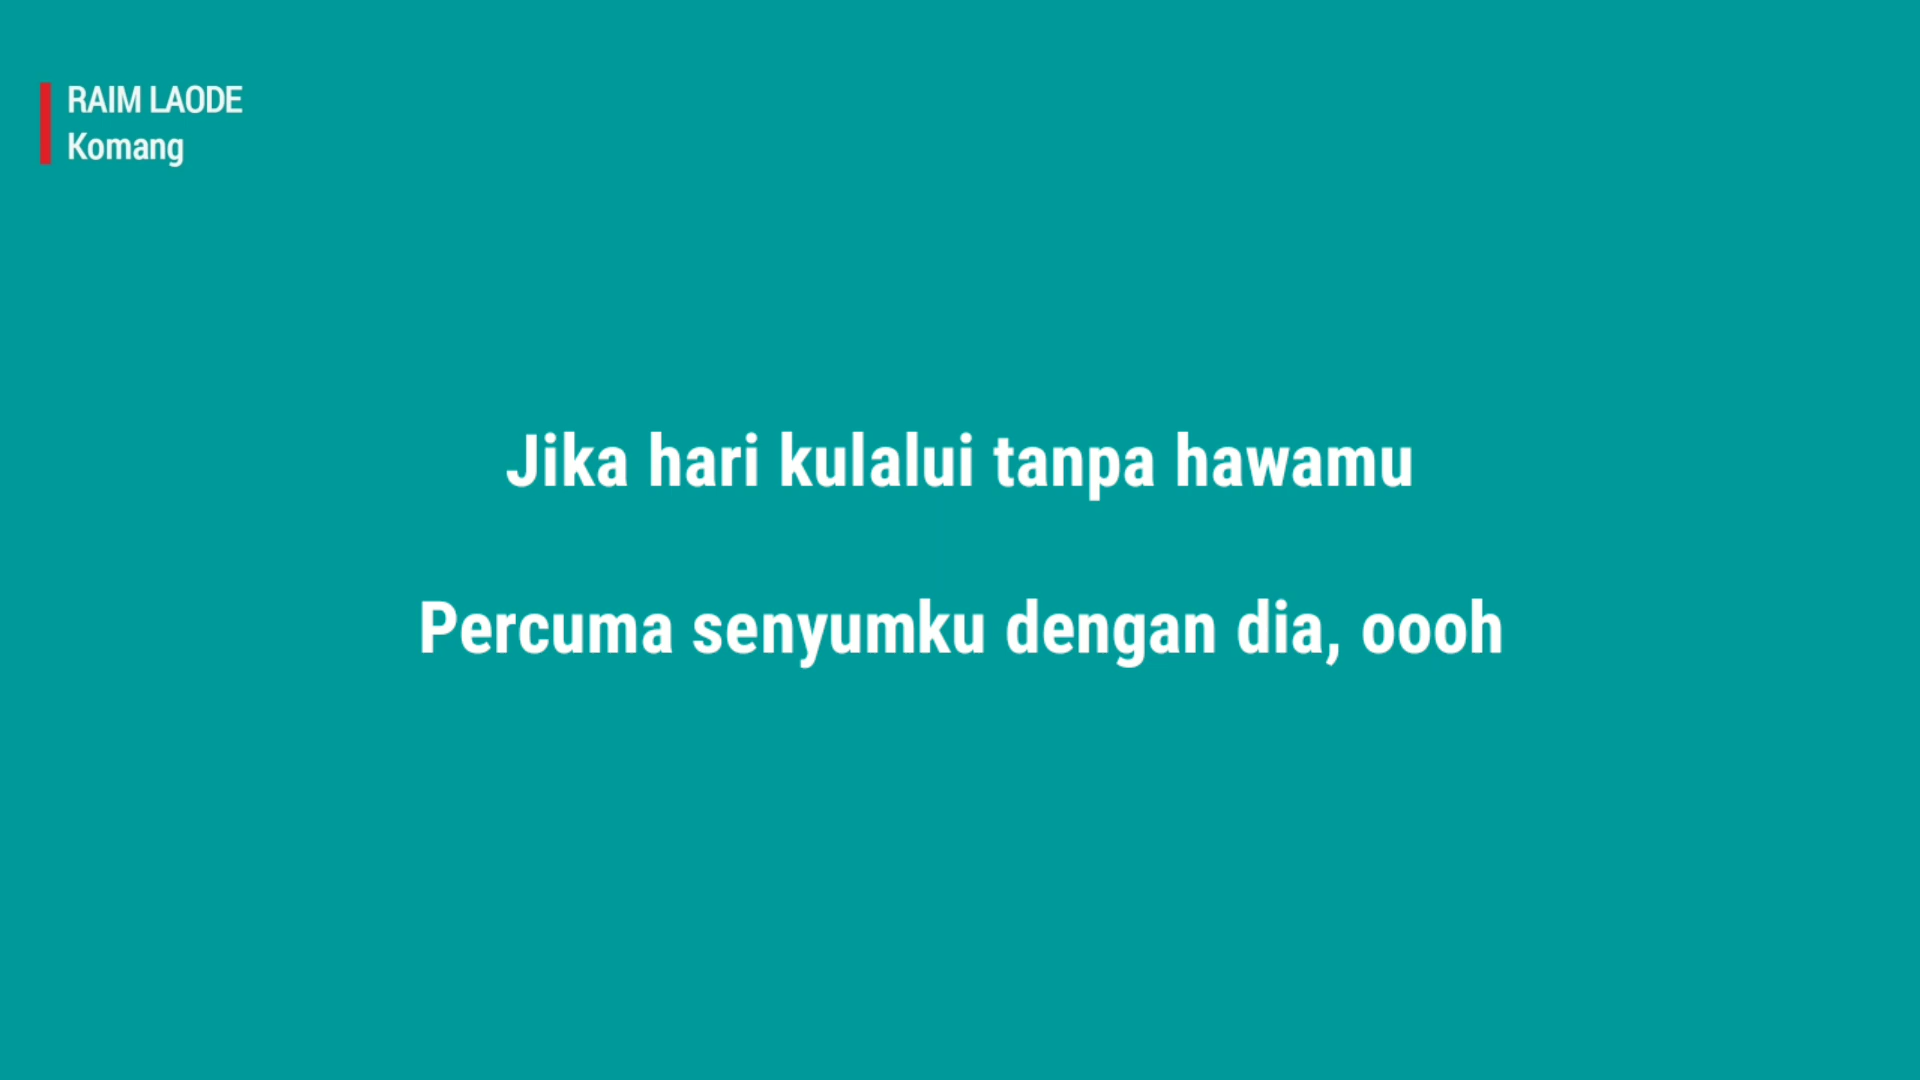 RAIM LAODE
Komang
Jika hari kulalui tanpa hawamu
Percuma senyumku dengan dia, oooh